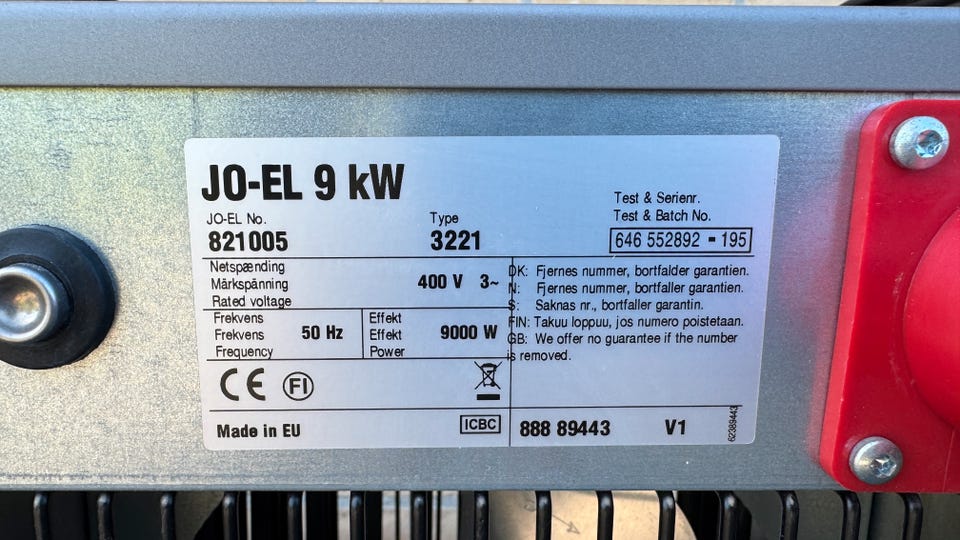 JO-EL 9 kW
JO-EL No.
821005
Type
3221
Test & Serienr.
Test & Batch No.
646 552892 - 195
Netspænding
Märkspänning
Rated voltage
400 V 3~
Frekvens
Frekvens
Frequency
50 Hz
Effekt
Effekt
Power
9000 W
DK: Fjernes nummer, bortfalder garantien.
N: Fjernes nummer, bortfaller garantien.
S: Saknas nr., bortfaller garantin.
FIN: Takuu loppuu, jos numero poistetaan.
GB: We offer no guarantee if the number
is removed.
CE FI
Made in EU
ICBC
888 89443 V1
62389443